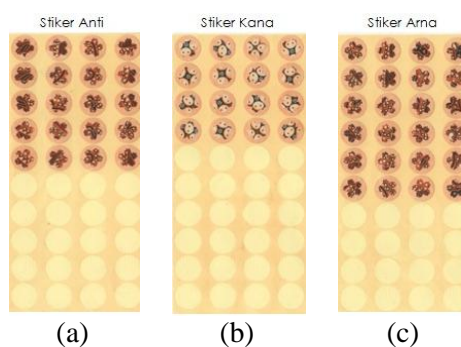 Stiker Anti
Stiker Kana
Stiker Arna
(a)
(b)
(c)